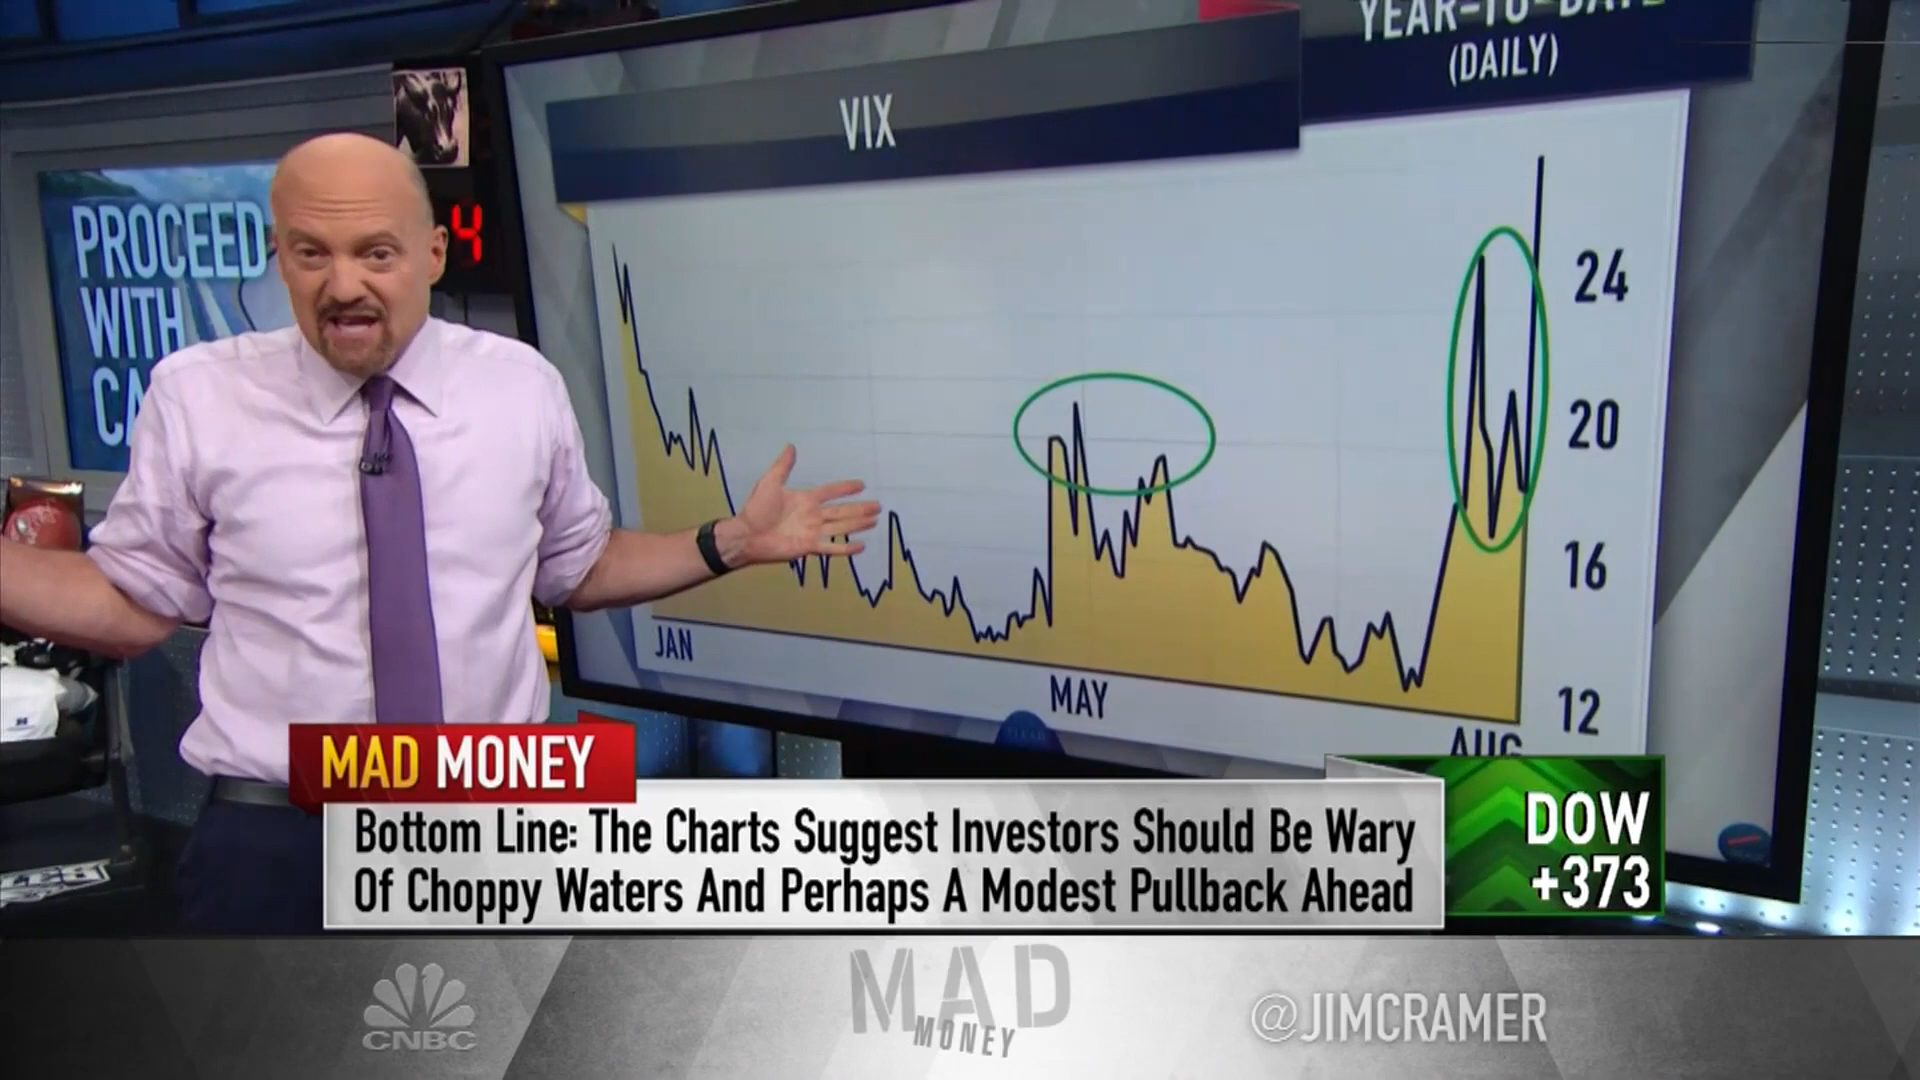 YEAR-TO-DATE
(DAILY)
VIX
PROCEED
WITH
CA
4
24
20
16
12
JAN
MAY
AUG
MAD MONEY
Bottom Line: The Charts Suggest Investors Should Be Wary
Of Choppy Waters And Perhaps A Modest Pullback Ahead
DOW
+373
CNBC
MAD
MONEY
@JIMCRAMER